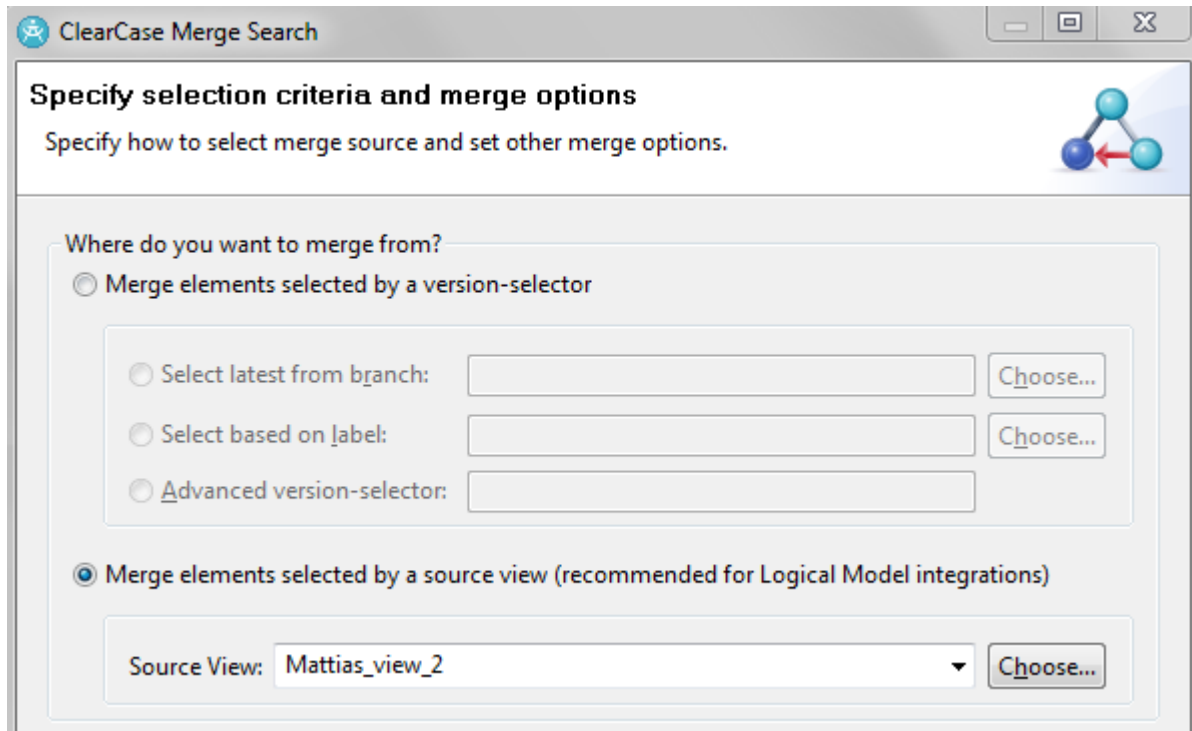 ClearCase Merge Search
Specify selection criteria and merge options
Specify how to select merge source and set other merge options.
Where do you want to merge from?
Merge elements selected by a version-selector
Select latest from branch: Choose...
Select based on label: Choose...
Advanced version-selector:
Merge elements selected by a source view (recommended for Logical Model integrations)
Source View: Mattias_view_2 Choose...